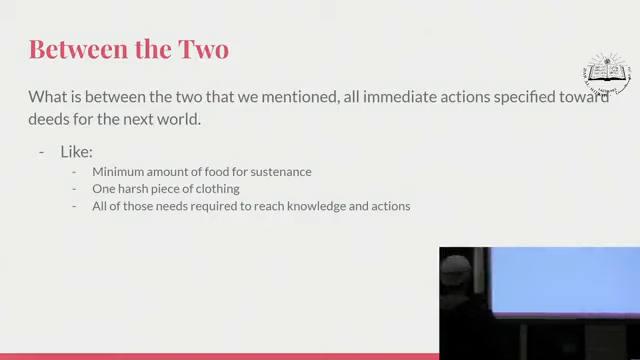 Between the Two
What is between the two that we mentioned, all immediate actions specified toward
deeds for the next world.
- Like:
- Minimum amount of food for sustenance
- One harsh piece of clothing
- All of those needs required to reach knowledge and actions